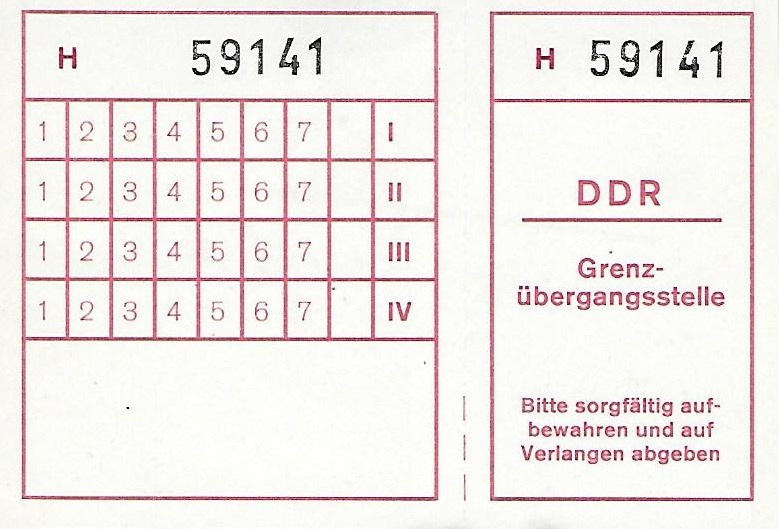 H 59141
1 2 3 4 5 6 7 I
1 2 3 4 5 6 7 II
1 2 3 4 5 6 7 III
1 2 3 4 5 6 7 IV
H 59141
DDR
Grenz-
übergangsstelle
Bitte sorgfältig auf-
bewahren und auf
Verlangen abgeben